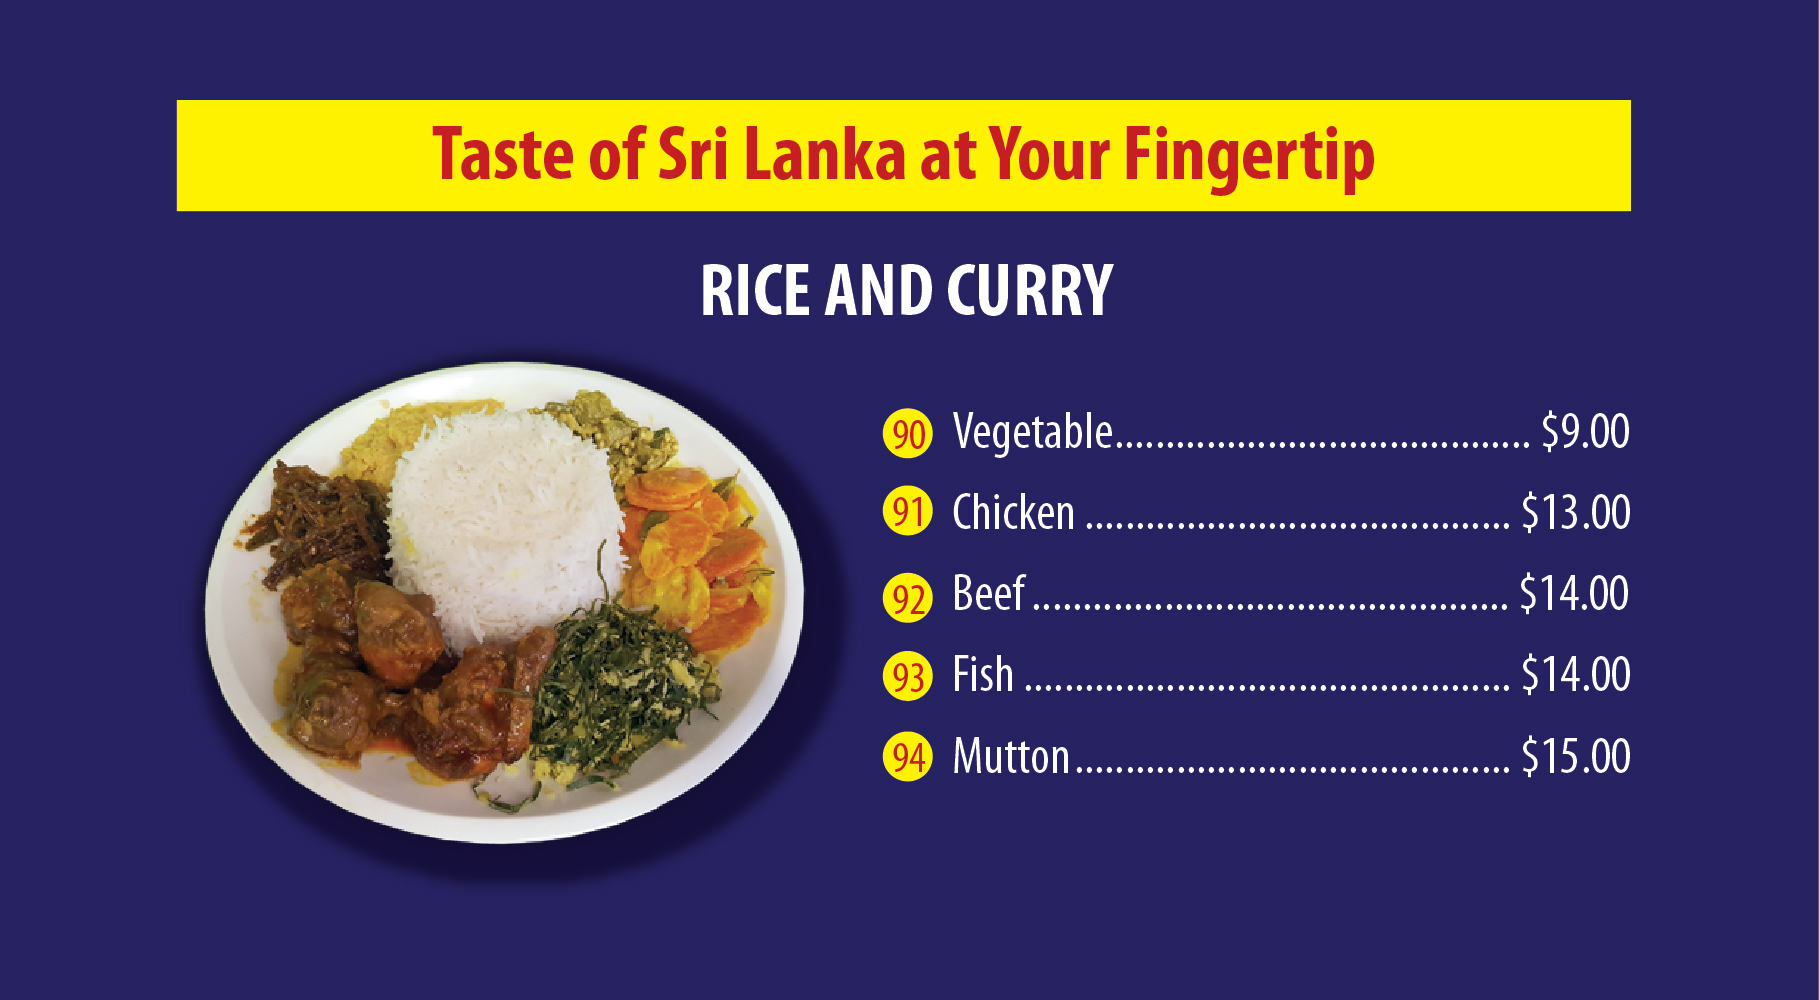 Taste of Sri Lanka at Your Fingertip
RICE AND CURRY
90 Vegetable......................................... $9.00
91 Chicken .......................................... $13.00
92 Beef............................................... $14.00
93 Fish ................................................ $14.00
94 Mutton........................................... $15.00